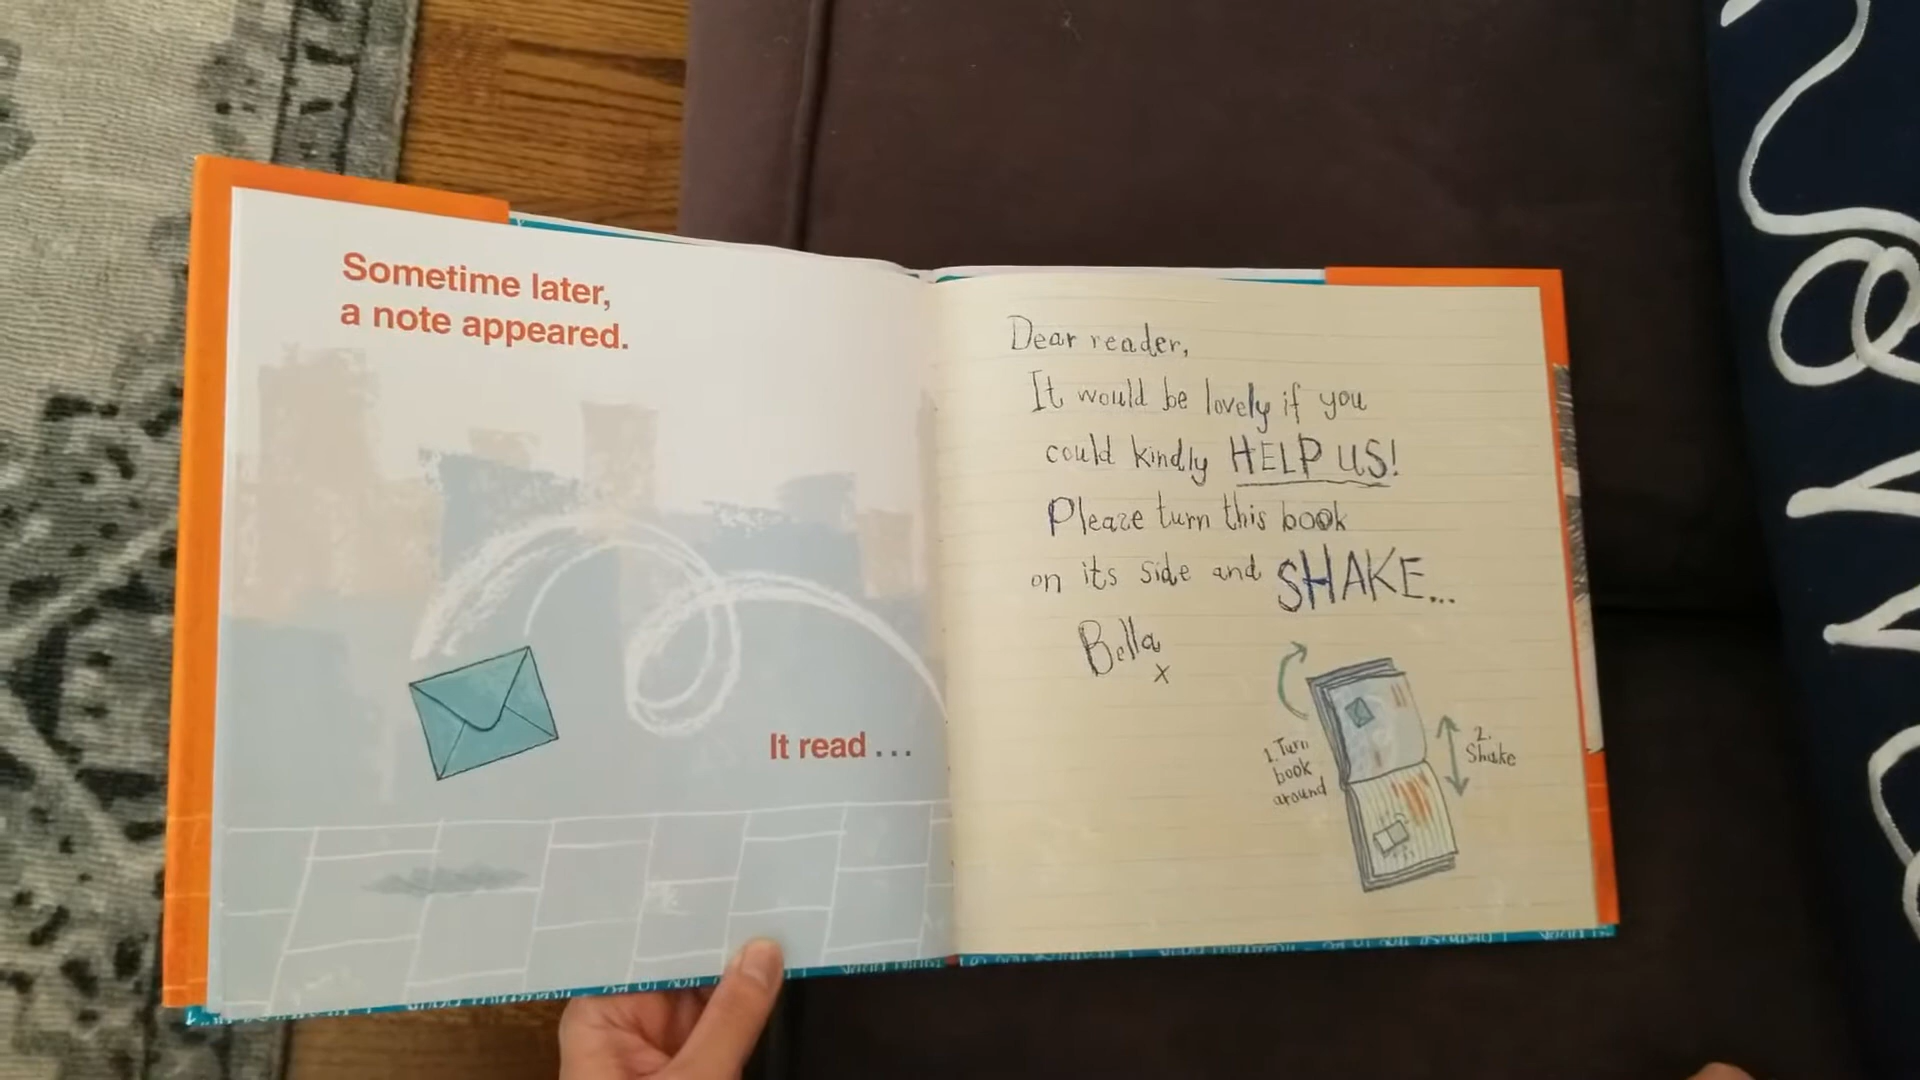 Sometime later,
a note appeared.
It read . . .
Dear reader,
It would be lovely if you
could kindly HELP US!
Please turn this book
on its side and SHAKE...
Bella
x
1. Turn
book
around
2.
Shake